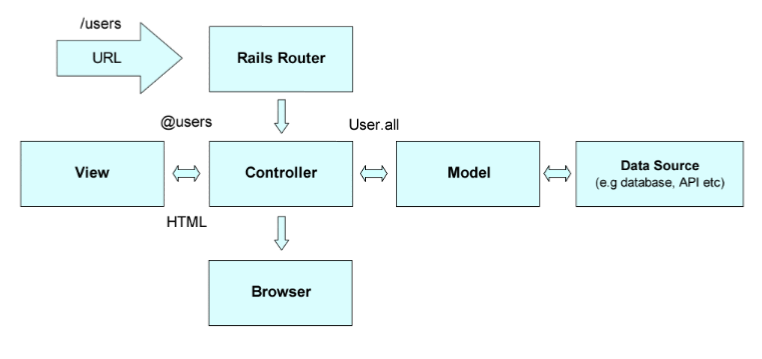 /users
URL
Rails Router
@users
User.all
View
Controller
Model
Data Source
(e.g database, API etc)
HTML
Browser